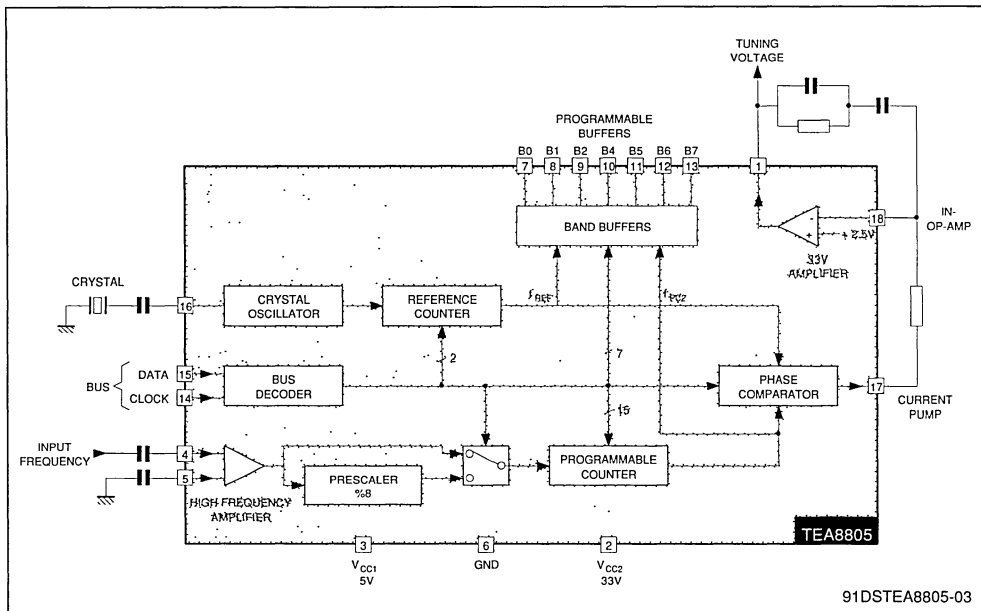 TUNING
VOLTAGE
PROGRAMMABLE
BUFFERS
B0 B1 B2 B4 B5 B6 B7
7 8 9 10 11 12 13
1
BAND BUFFERS
-
+
+2.5V
33V
AMPLIFIER
18
IN-
OP-AMP
CRYSTAL
16
CRYSTAL
OSCILLATOR
REFERENCE
COUNTER
fREF
fPC2
2
7
BUS
DATA
15
CLOCK
14
BUS
DECODER
PHASE
COMPARATOR
17
CURRENT
PUMP
15
INPUT
FREQUENCY
4
5
HIGH FREQUENCY
AMPLIFIER
PRESCALER
%8
PROGRAMMABLE
COUNTER
TEA8805
3
6
2
VCC1
5V
GND
VCC2
33V
91DSTEA8805-03